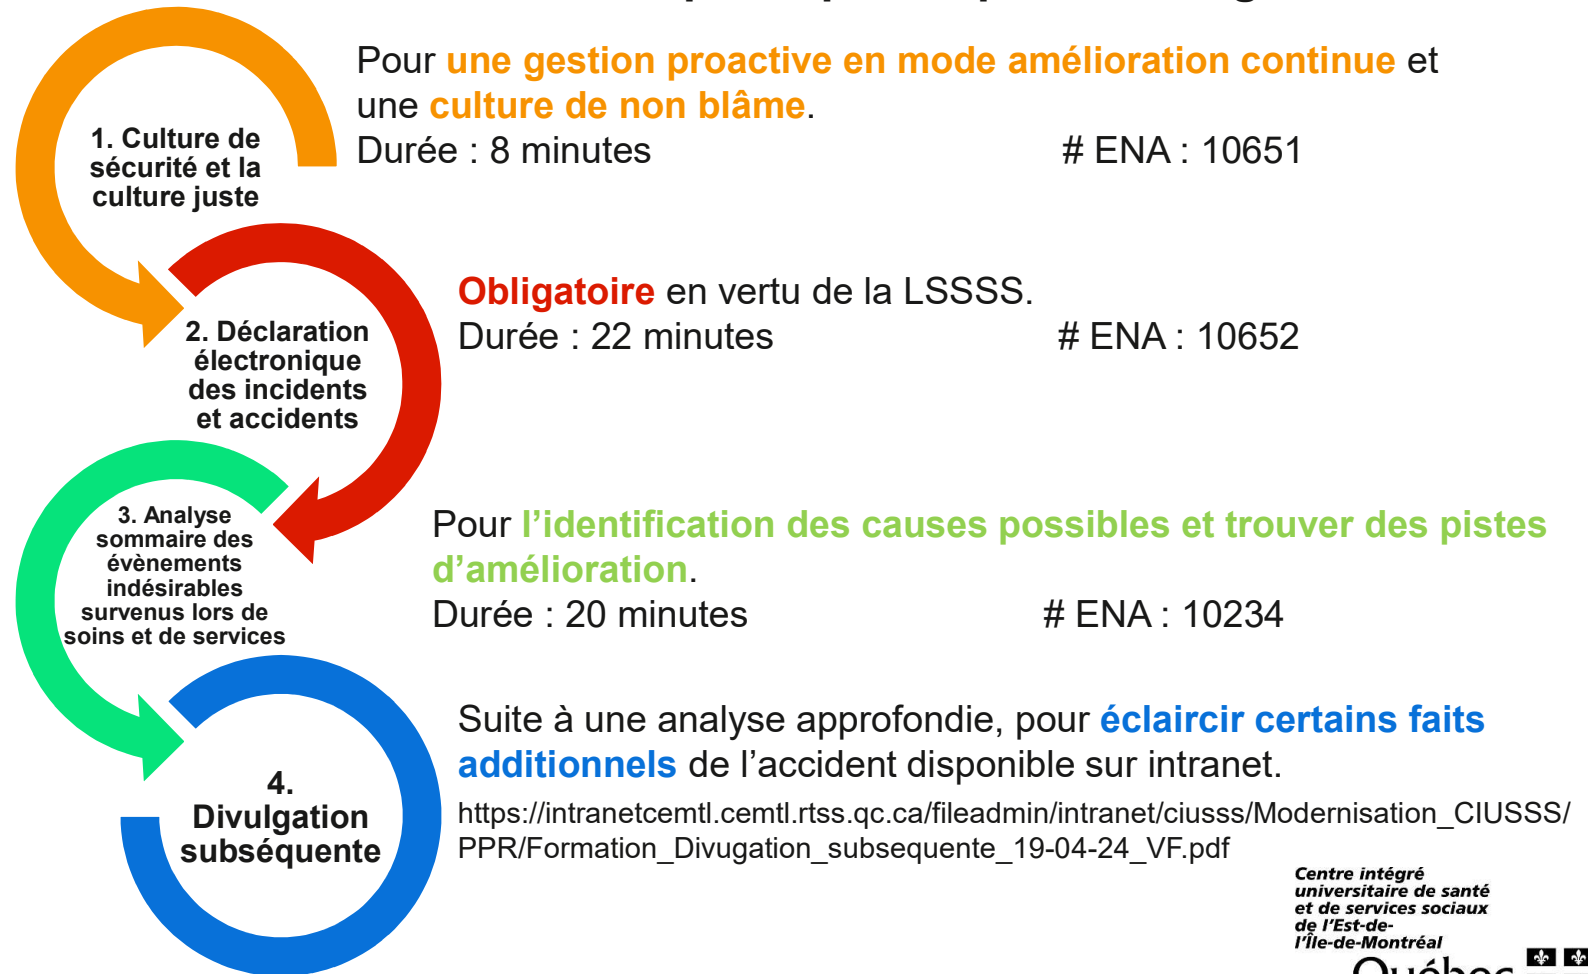 Pour une gestion proactive en mode amélioration continue et
une culture de non blâme.
Durée : 8 minutes # ENA : 10651
1. Culture de
sécurité et la
culture juste
Obligatoire en vertu de la LSSSS.
Durée : 22 minutes # ENA : 10652
2. Déclaration
électronique
des incidents
et accidents
Pour l’identification des causes possibles et trouver des pistes
d’amélioration.
Durée : 20 minutes # ENA : 10234
3. Analyse
sommaire des
évènements
indésirables
survenus lors de
soins et de services
Suite à une analyse approfondie, pour éclaircir certains faits
additionnels de l’accident disponible sur intranet.
https://intranetcemtl.cemtl.rtss.qc.ca/fileadmin/intranet/ciusss/Modernisation_CIUSSS/
PPR/Formation_Divugation_subsequente_19-04-24_VF.pdf
4.
Divulgation
subséquente
Centre intégré
universitaire de santé
et de services sociaux
de l’Est-de-
l’Île-de-Montréal
Québec